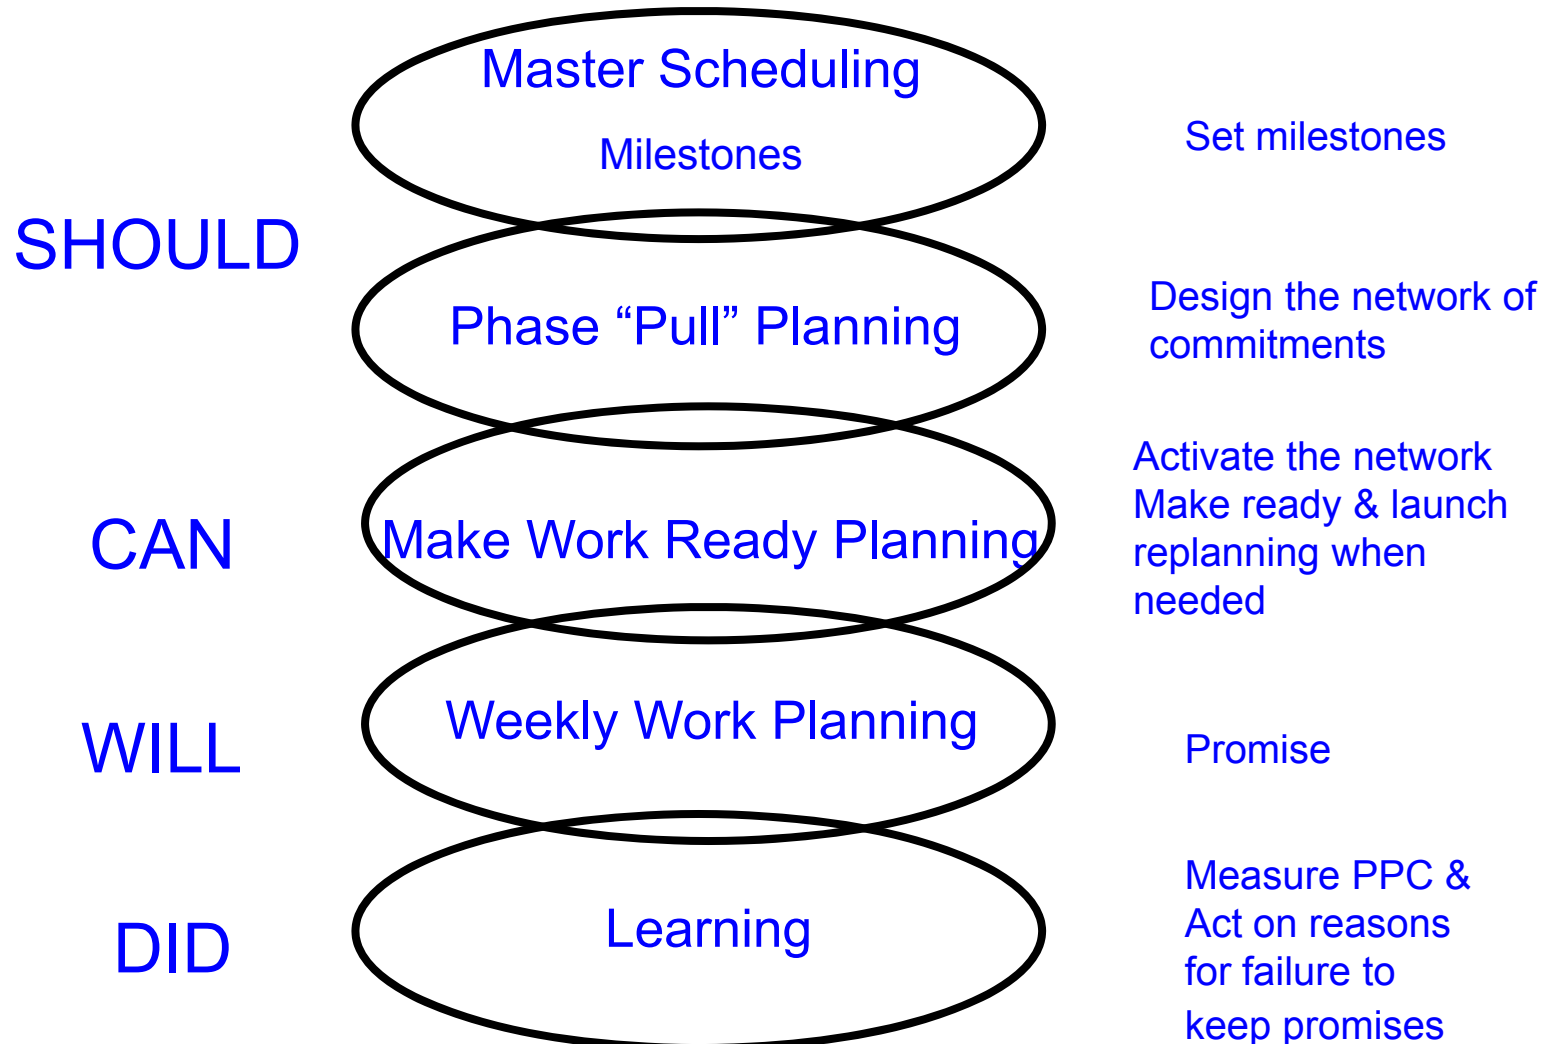 Master Scheduling
Milestones
Set milestones
SHOULD
Phase “Pull” Planning
Design the network of
commitments
CAN
Make Work Ready Planning
Activate the network
Make ready & launch
replanning when
needed
WILL
Weekly Work Planning
Promise
DID
Learning
Measure PPC &
Act on reasons
for failure to
keep promises